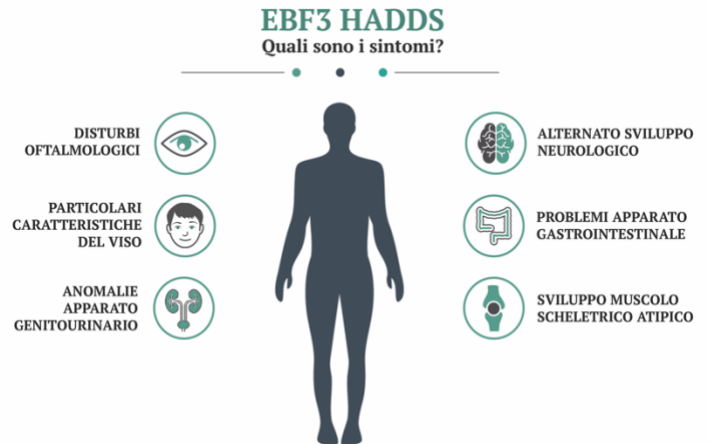 EBF3 HADDS
Quali sono i sintomi?
DISTURBI
OFTALMOLOGICI
PARTICOLARI
CARATTERISTICHE
DEL VISO
ANOMALIE
APPARATO
GENITOURINARIO
ALTERNATO SVILUPPO
NEUROLOGICO
PROBLEMI APPARATO
GASTROINTESTINALE
SVILUPPO MUSCOLO
SCHELETRICO ATIPICO